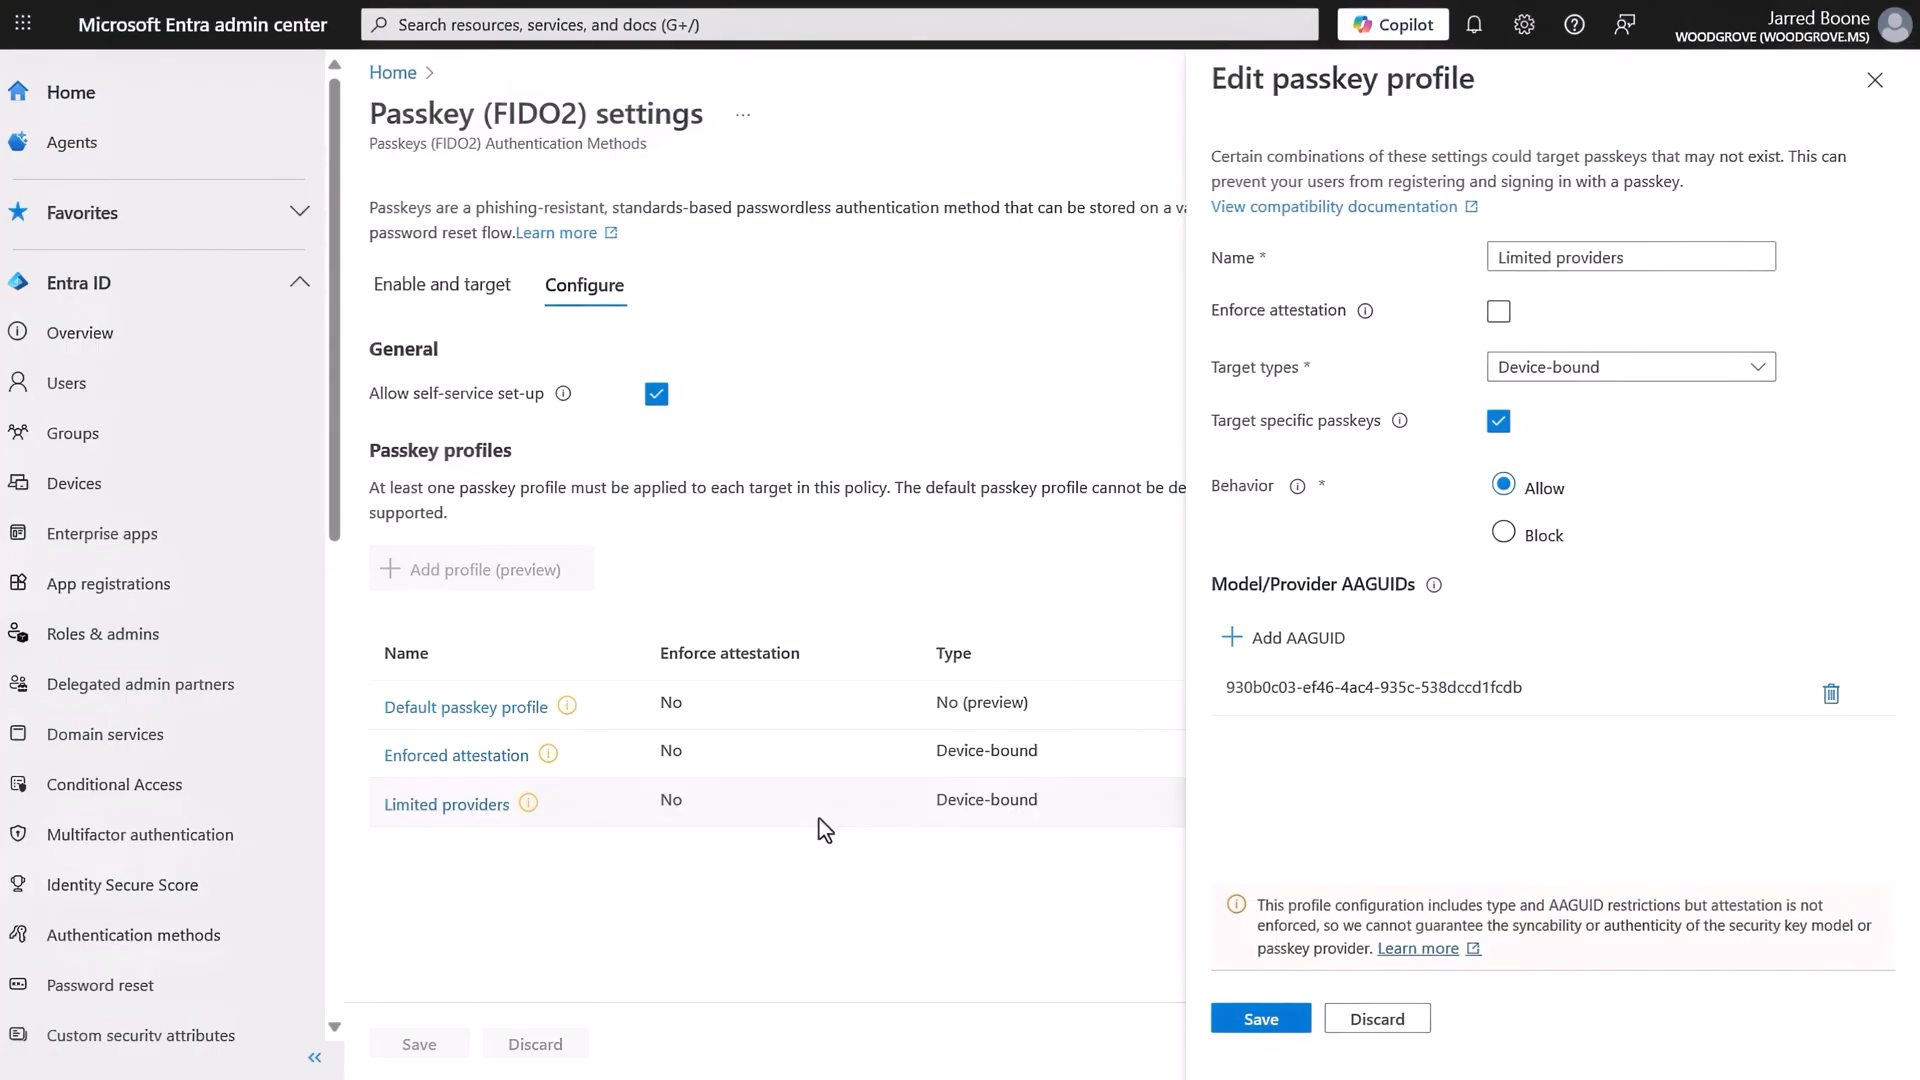 Microsoft Entra admin center
Search resources, services, and docs (G+/)
Copilot
Jarred Boone
WOODGROVE (WOODGROVE.MS)
Home
Agents
Favorites
Entra ID
Overview
Users
Groups
Devices
Enterprise apps
App registrations
Roles & admins
Delegated admin partners
Domain services
Conditional Access
Multifactor authentication
Identity Secure Score
Authentication methods
Password reset
Custom security attributes
Home
Passkey (FIDO2) settings ...
Passkeys (FIDO2) Authentication Methods
Passkeys are a phishing-resistant, standards-based passwordless authentication method that can be stored on a va
password reset flow.Learn more
Enable and target Configure
General
Allow self-service set-up
Passkey profiles
At least one passkey profile must be applied to each target in this policy. The default passkey profile cannot be de
supported.
Add profile (preview)
Name Enforce attestation Type
Default passkey profile No No (preview)
Enforced attestation No Device-bound
Limited providers No Device-bound
Save Discard
Edit passkey profile
Certain combinations of these settings could target passkeys that may not exist. This can
prevent your users from registering and signing in with a passkey.
View compatibility documentation
Name * Limited providers
Enforce attestation
Target types * Device-bound
Target specific passkeys
Behavior * Allow
Block
Model/Provider AAGUIDs
Add AAGUID
930b0c03-ef46-4ac4-935c-538dccd1fcdb
This profile configuration includes type and AAGUID restrictions but attestation is not
enforced, so we cannot guarantee the syncability or authenticity of the security key model or
passkey provider. Learn more
Save Discard